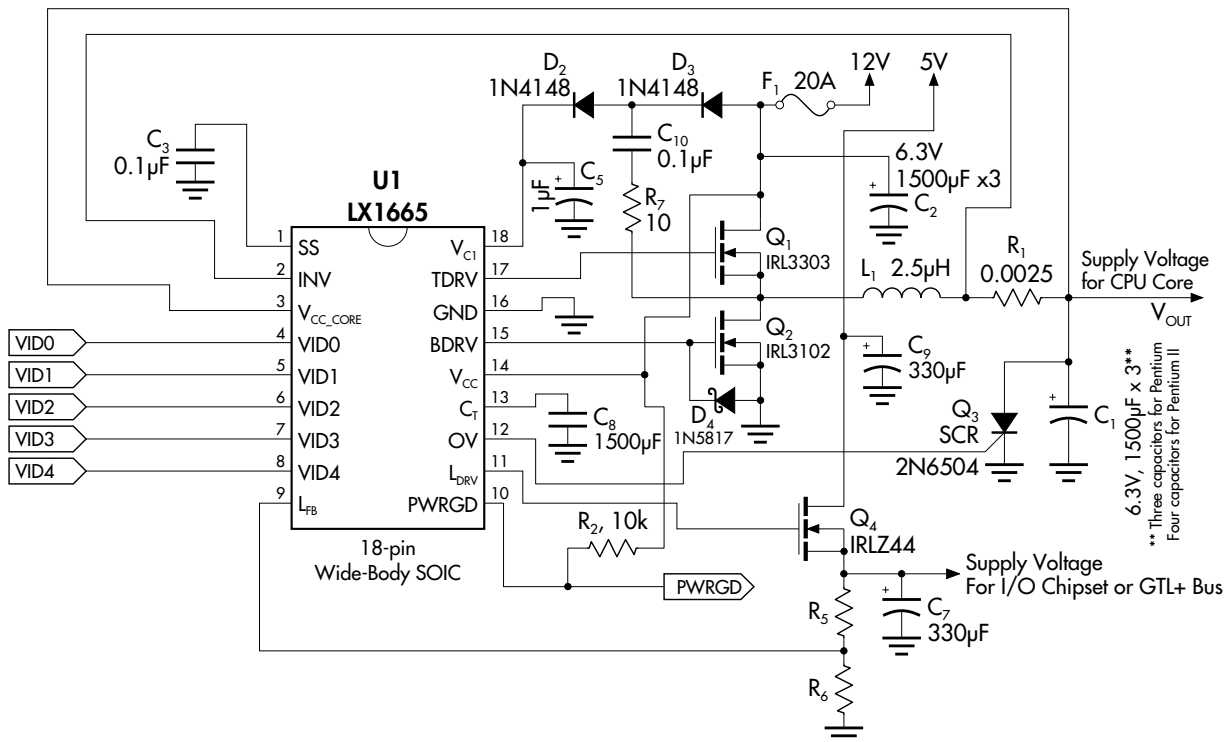 D2
1N4148
D3
1N4148
F1 20A
12V
5V
C3
0.1µF
C10
0.1µF
C5
1µF
R7
10
6.3V
1500µF x3
C2
U1
LX1665
1 SS
2 INV
3 VCC_CORE
4 VID0
5 VID1
6 VID2
7 VID3
8 VID4
9 LFB
18 VC1
17 TDRV
16 GND
15 BDRV
14 VCC
13 CT
12 OV
11 LDRV
10 PWRGD
18-pin
Wide-Body SOIC
VID0
VID1
VID2
VID3
VID4
Q1
IRL3303
L1 2.5µH
R1
0.0025
Supply Voltage
for CPU Core
VOUT
Q2
IRL3102
D4
1N5817
C9
330µF
C8
1500µF
Q3
SCR
2N6504
C1
6.3V, 1500µF x 3**
** Three capacitors for Pentium
Four capacitors for Pentium II
R2, 10k
PWRGD
Q4
IRLZ44
Supply Voltage
For I/O Chipset or GTL+ Bus
R5
C7
330µF
R6